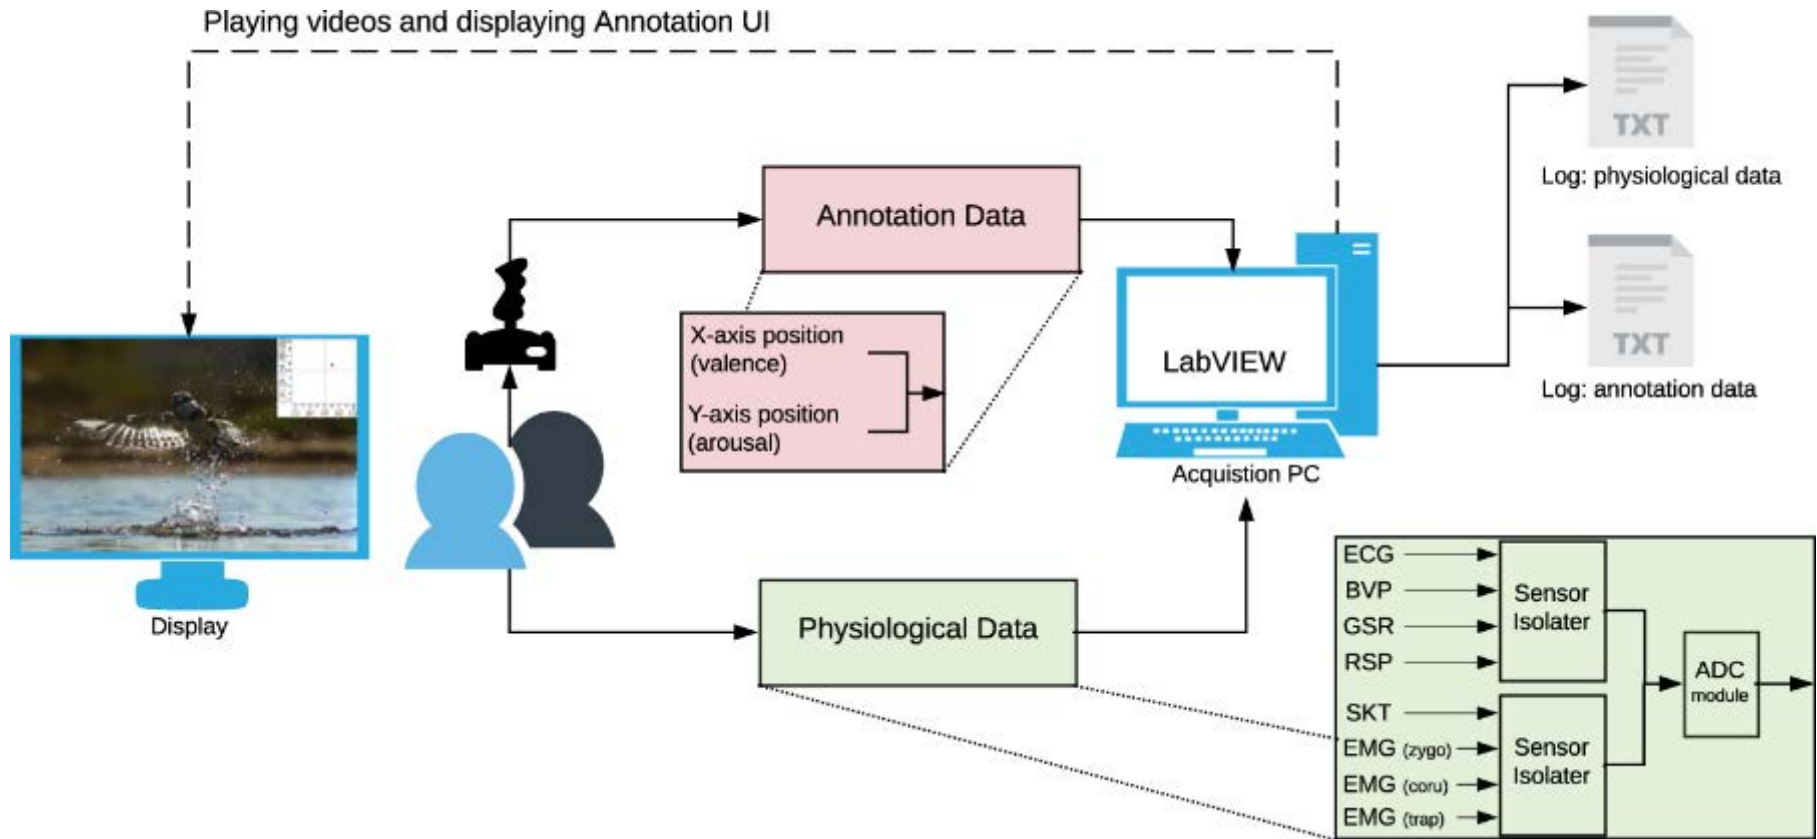 Playing videos and displaying Annotation UI
TXT
Log: physiological data
Annotation Data
TXT
Log: annotation data
X-axis position
(valence)
Y-axis position
(arousal)
LabVIEW
Acquistion PC
Display
Physiological Data
ECG
BVP
GSR
RSP
Sensor
Isolater
SKT
EMG (zygo)
EMG (coru)
EMG (trap)
Sensor
Isolater
ADC
module